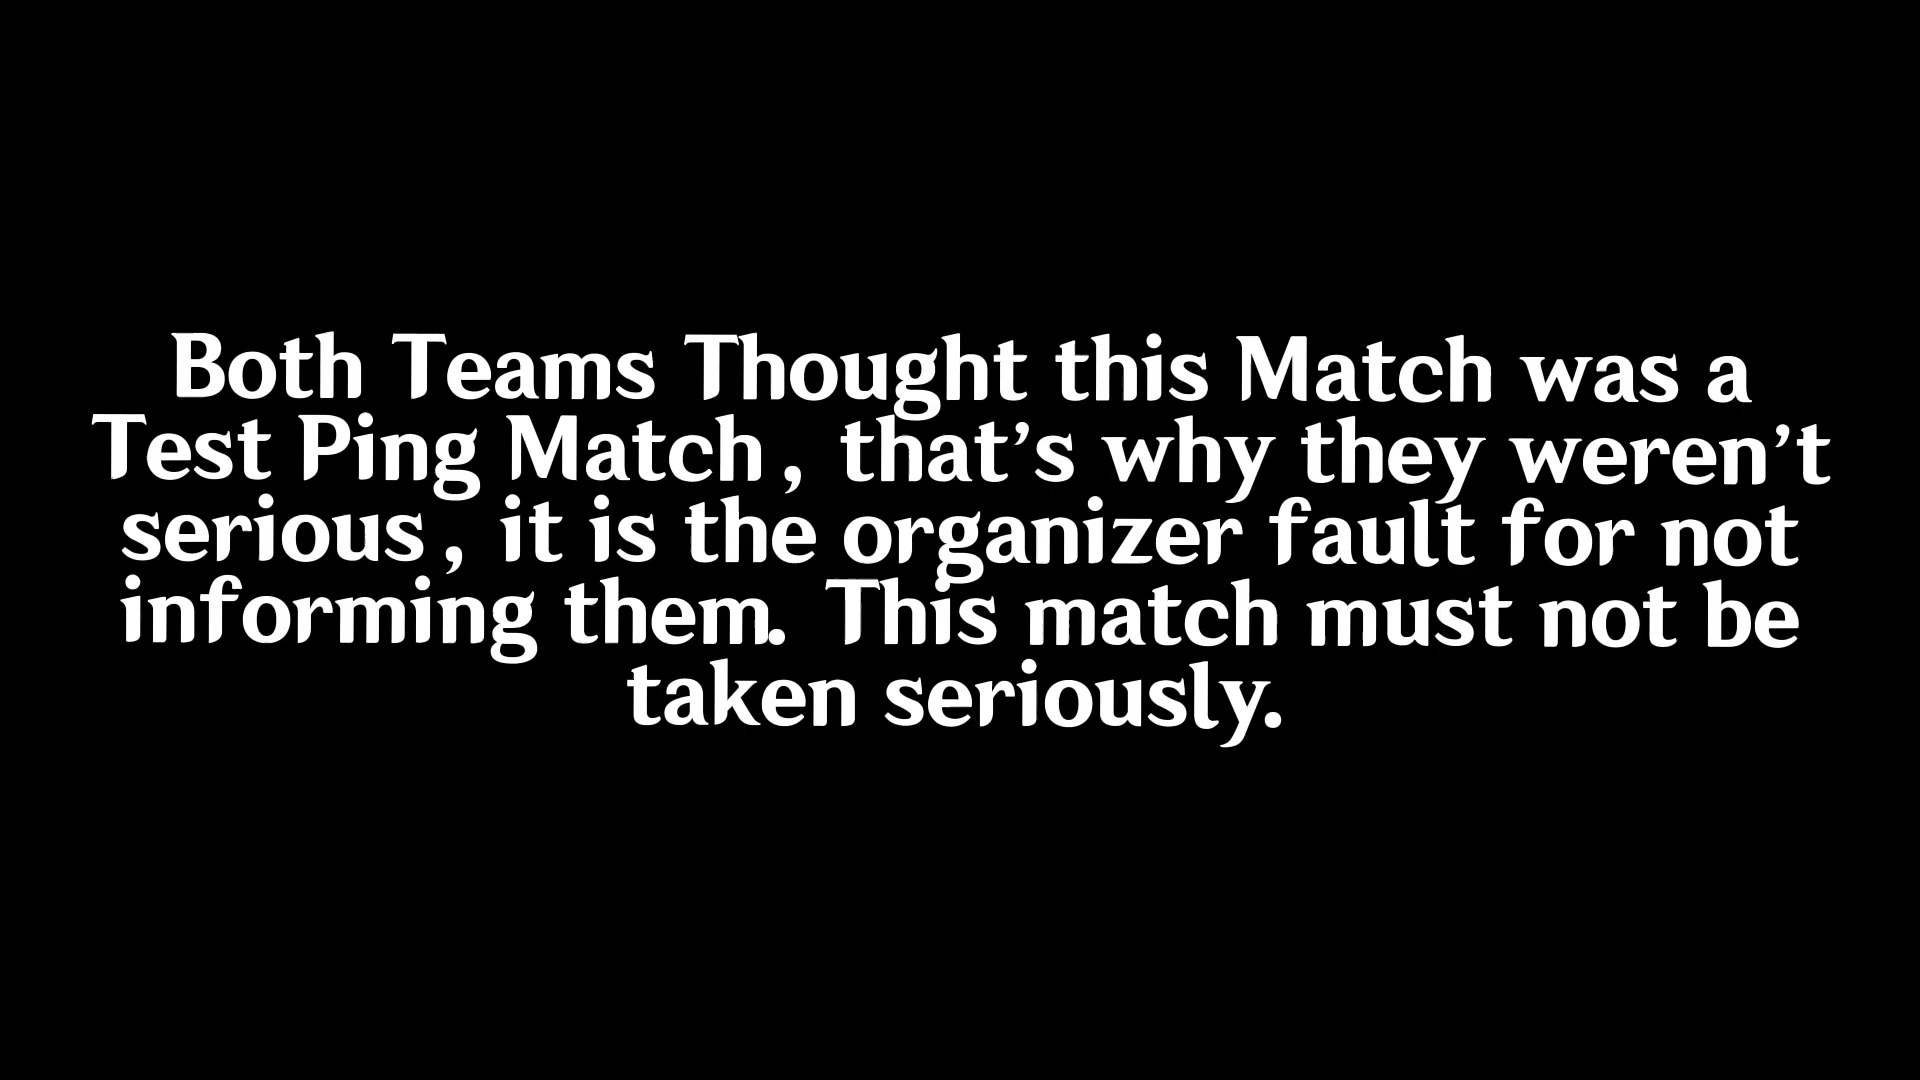 Both Teams Thought this Match was a
Test Ping Match, that's why they weren't
serious, it is the organizer fault for not
informing them. This match must not be
taken seriously.